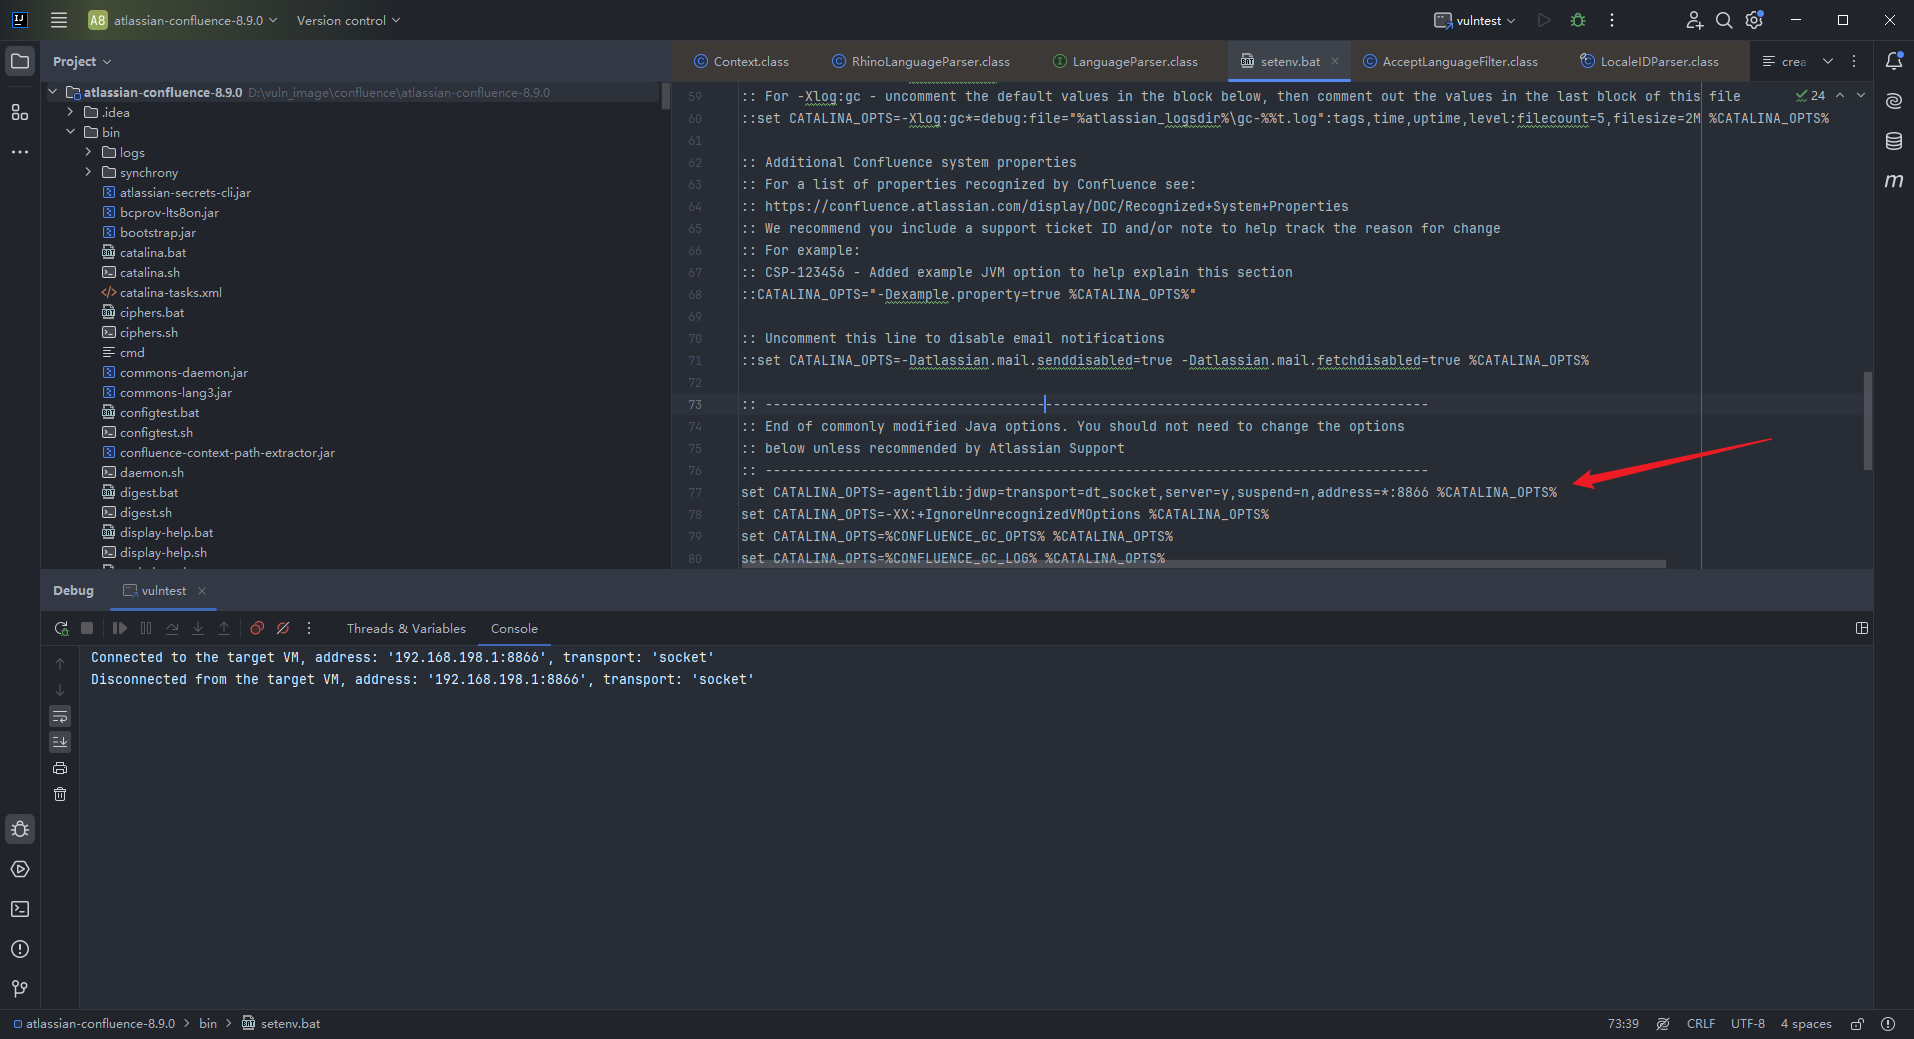 A8 atlassian-confluence-8.9.0 Version control vulntest
Project
Context.class RhinoLanguageParser.class LanguageParser.class setenv.bat AcceptLanguageFilter.class LocaleIDParser.class crea
atlassian-confluence-8.9.0 D:\vuln_image\confluence\atlassian-confluence-8.9.0
.idea
bin
logs
synchrony
atlassian-secrets-cli.jar
bcprov-lts8on.jar
bootstrap.jar
catalina.bat
catalina.sh
catalina-tasks.xml
ciphers.bat
ciphers.sh
cmd
commons-daemon.jar
commons-lang3.jar
configtest.bat
configtest.sh
confluence-context-path-extractor.jar
daemon.sh
digest.bat
digest.sh
display-help.bat
display-help.sh
24
59 :: For -Xlog:gc - uncomment the default values in the block below, then comment out the values in the last block of this file
60 ::set CATALINA_OPTS=-Xlog:gc*=debug:file="%atlassian_logsdir%\gc-%%t.log":tags,time,uptime,level:filecount=5,filesize=2M %CATALINA_OPTS%
61
62 :: Additional Confluence system properties
63 :: For a list of properties recognized by Confluence see:
64 :: https://confluence.atlassian.com/display/DOC/Recognized+System+Properties
65 :: We recommend you include a support ticket ID and/or note to help track the reason for change
66 :: For example:
67 :: CSP-123456 - Added example JVM option to help explain this section
68 ::CATALINA_OPTS="-Dexample.property=true %CATALINA_OPTS%"
69
70 :: Uncomment this line to disable email notifications
71 ::set CATALINA_OPTS=-Datlassian.mail.senddisabled=true -Datlassian.mail.fetchdisabled=true %CATALINA_OPTS%
72
73 :: -----------------------------------------------------------------------------------
74 :: End of commonly modified Java options. You should not need to change the options
75 :: below unless recommended by Atlassian Support
76 :: -----------------------------------------------------------------------------------
77 set CATALINA_OPTS=-agentlib:jdwp=transport=dt_socket,server=y,suspend=n,address=*:8866 %CATALINA_OPTS%
78 set CATALINA_OPTS=-XX:+IgnoreUnrecognizedVMOptions %CATALINA_OPTS%
79 set CATALINA_OPTS=%CONFLUENCE_GC_OPTS% %CATALINA_OPTS%
80 set CATALINA_OPTS=%CONFLUENCE_GC_LOG% %CATALINA_OPTS%
Debug vulntest
Threads & Variables Console
Connected to the target VM, address: '192.168.198.1:8866', transport: 'socket'
Disconnected from the target VM, address: '192.168.198.1:8866', transport: 'socket'
atlassian-confluence-8.9.0 > bin > setenv.bat 73:39 CRLF UTF-8 4 spaces